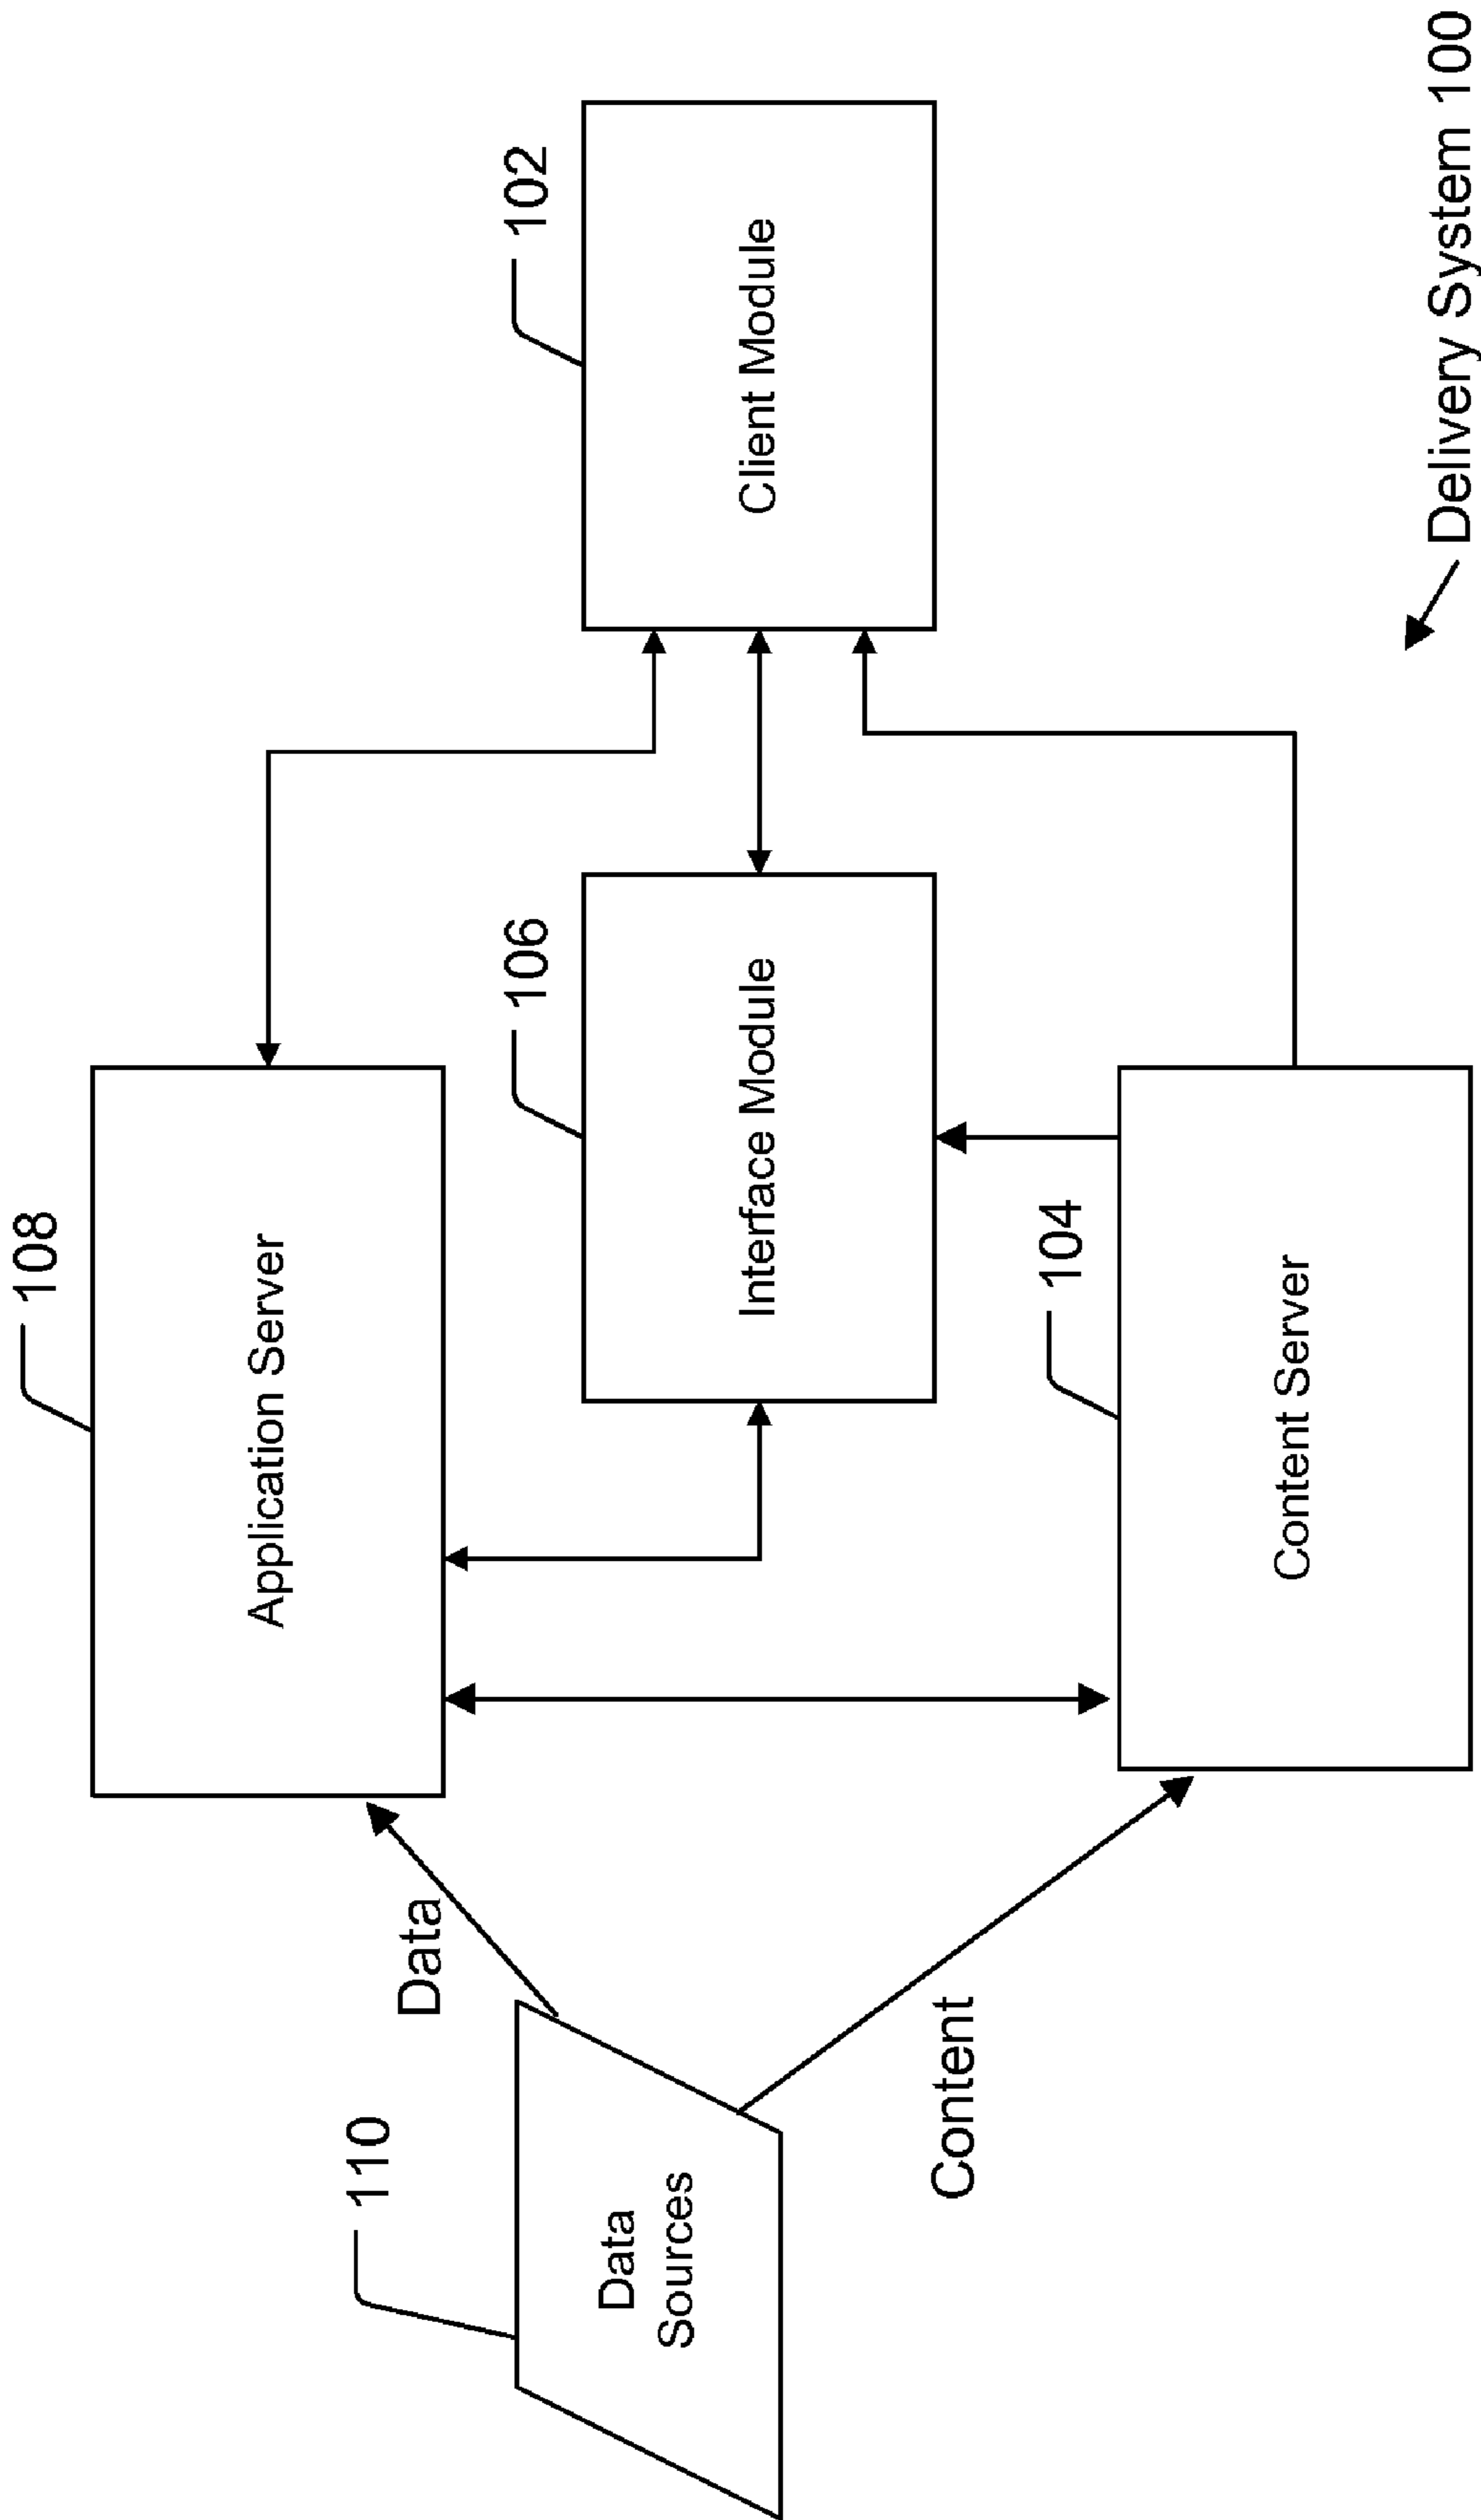 108
Application Server
102
Client Module
106
Interface Module
110
Data
Sources
Data
Content
104
Content Server
Delivery System 100